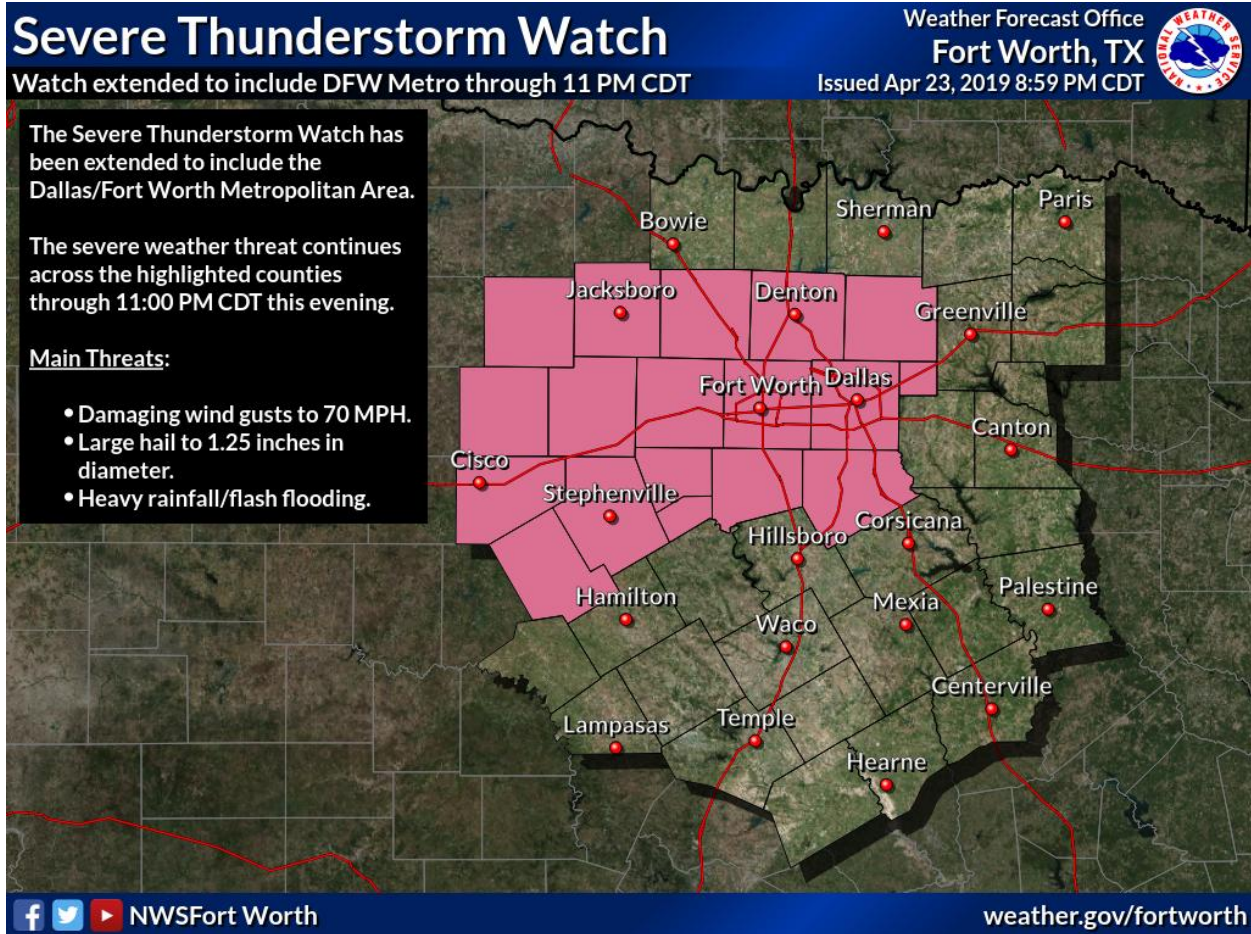 Severe Thunderstorm Watch
Watch extended to include DFW Metro through 11 PM CDT
Weather Forecast Office
Fort Worth, TX
Issued Apr 23, 2019 8:59 PM CDT
NATIONAL WEATHER SERVICE
The Severe Thunderstorm Watch has
been extended to include the
Dallas/Fort Worth Metropolitan Area.
The severe weather threat continues
across the highlighted counties
through 11:00 PM CDT this evening.
Main Threats:
• Damaging wind gusts to 70 MPH.
• Large hail to 1.25 inches in
diameter.
• Heavy rainfall/flash flooding.
Paris
Sherman
Bowie
Jacksboro
Denton
Greenville
Fort Worth
Dallas
Canton
Cisco
Stephenville
Corsicana
Hillsboro
Palestine
Hamilton
Mexia
Waco
Centerville
Lampasas
Temple
Hearne
NWSFort Worth
weather.gov/fortworth